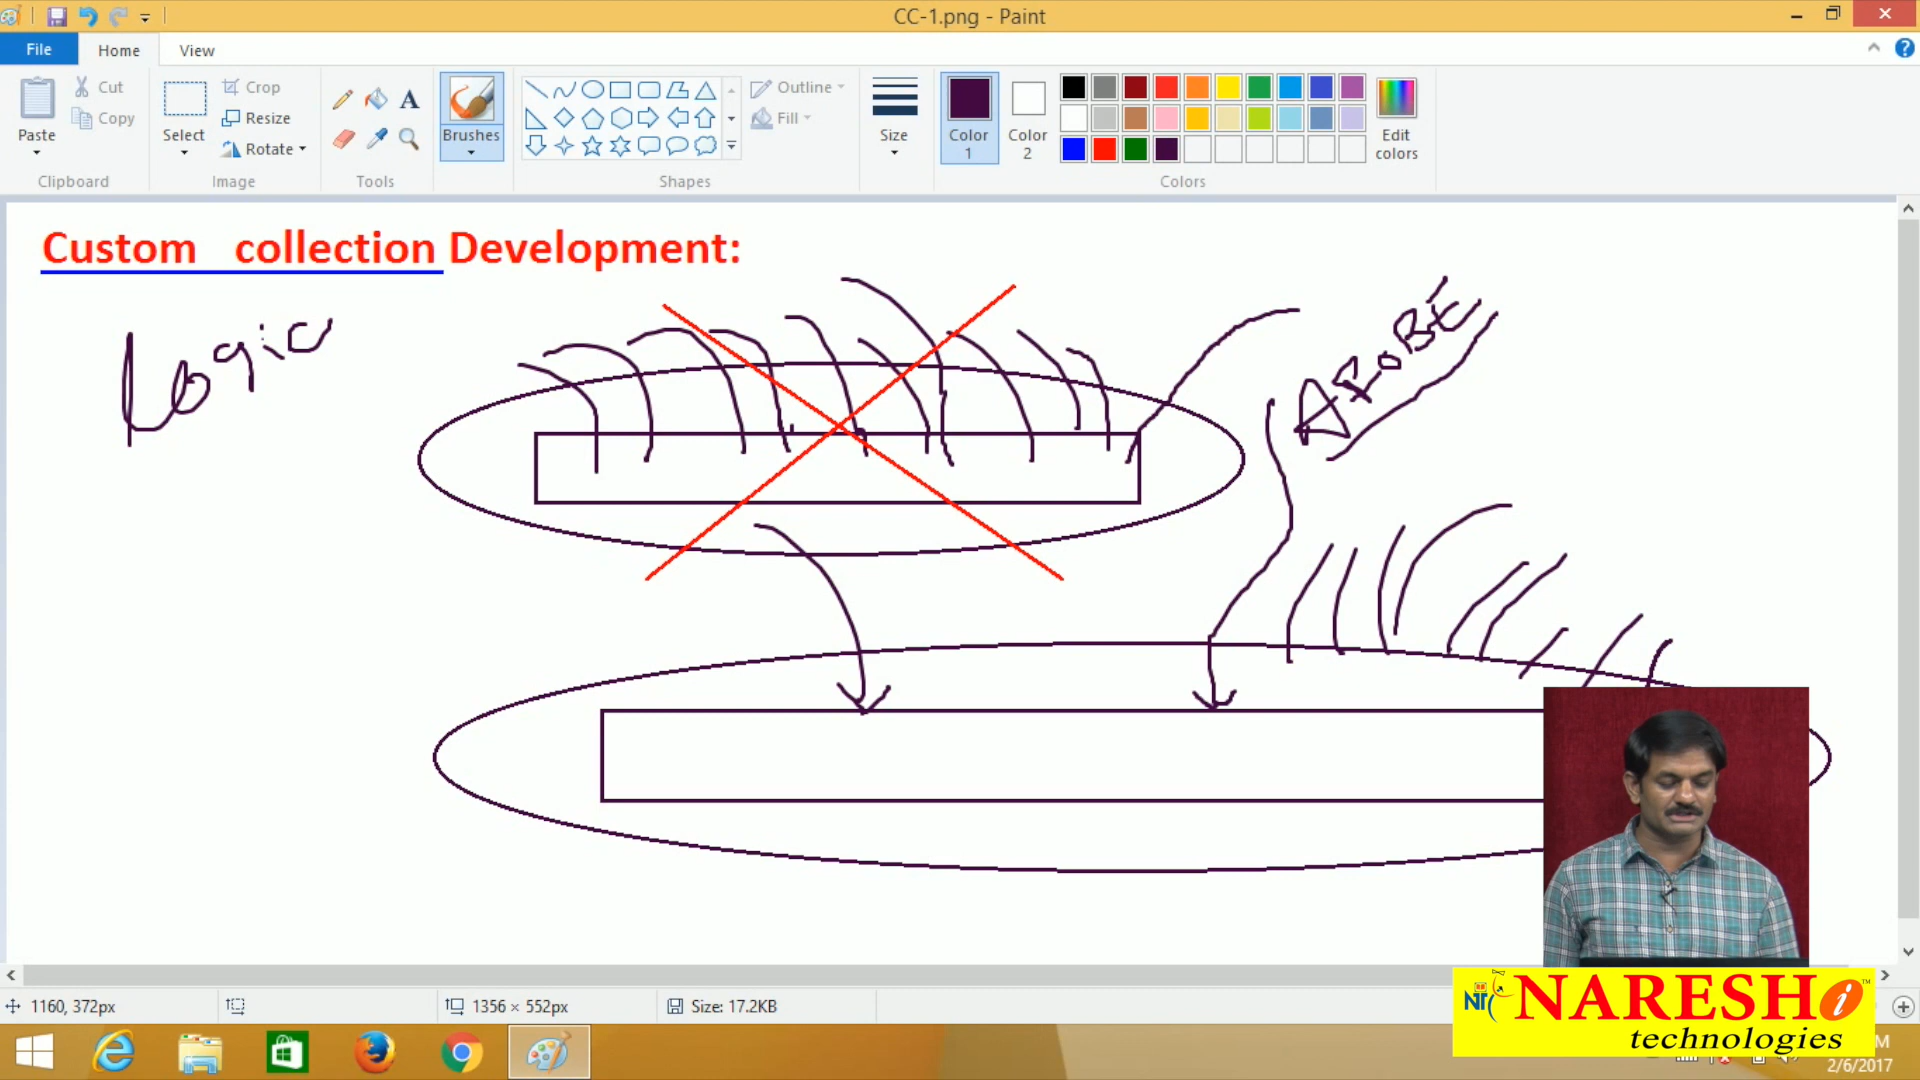 CC-1.png - Paint
File
Home
View
Cut
Copy
Paste
Clipboard
Crop
Resize
Rotate
Select
Image
A
Tools
Brushes
Outline
Fill
Shapes
Size
Color 1
Color 2
Edit colors
Colors
Custom collection Development:
Logic
AIOBE
1160, 372px
1356 × 552px
Size: 17.2KB
NARESH i ™
technologies
M
2/6/2017